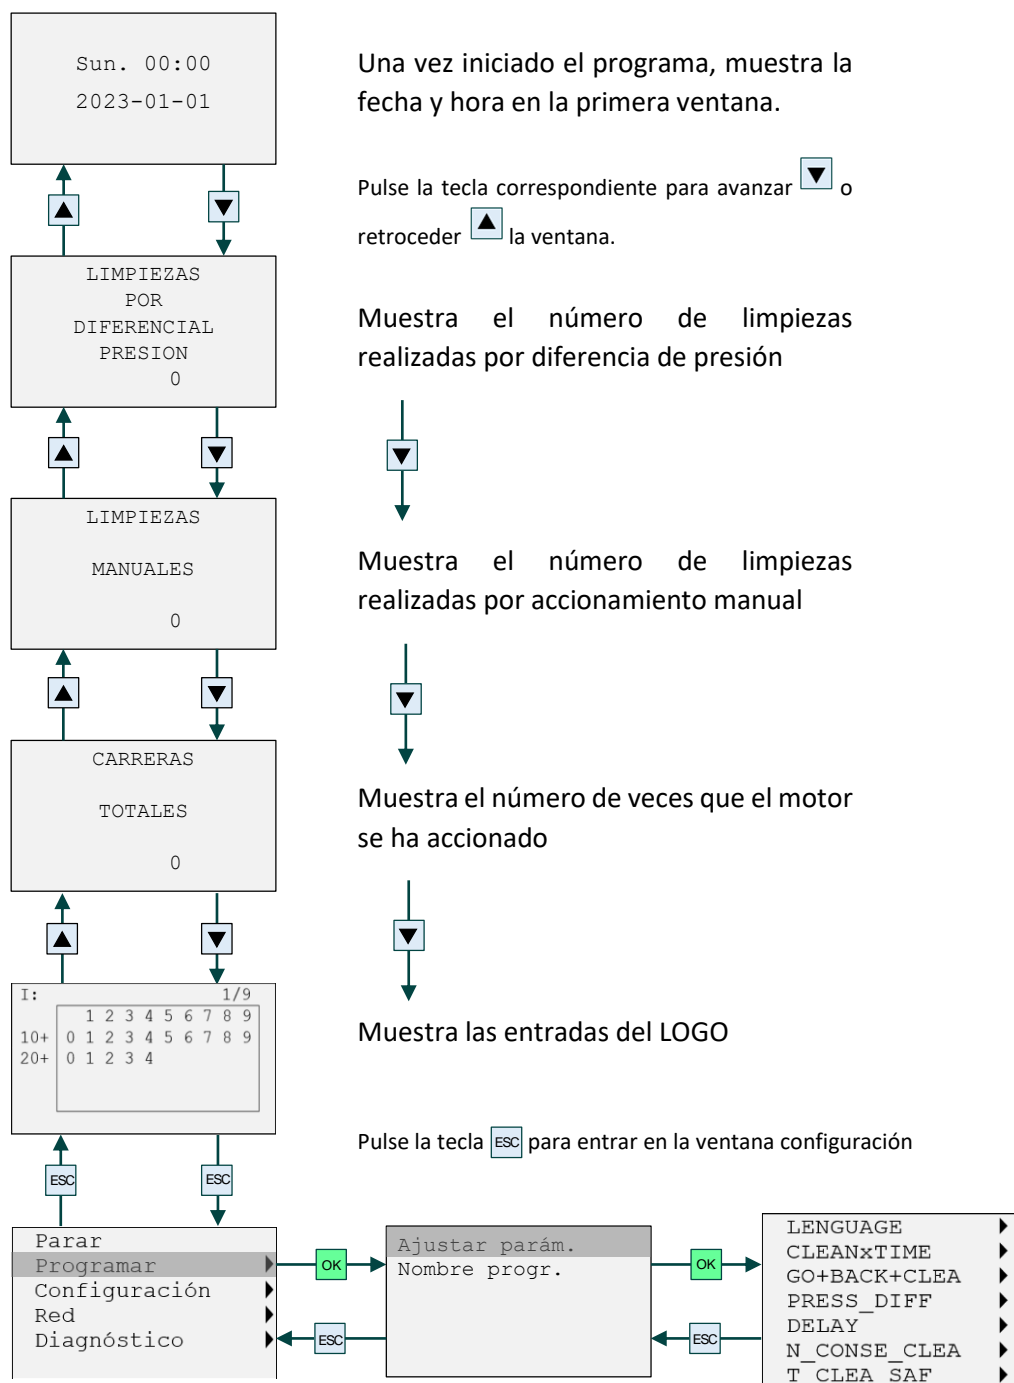 Sun. 00:00
2023-01-01
Una vez iniciado el programa, muestra la
fecha y hora en la primera ventana.
Pulse la tecla correspondiente para avanzar ▼ o
retroceder ▲ la ventana.
▲
▼
LIMPIEZAS
POR
DIFERENCIAL
PRESION
0
Muestra el número de limpiezas
realizadas por diferencia de presión
▲
▼
▼
LIMPIEZAS
MANUALES
0
Muestra el número de limpiezas
realizadas por accionamiento manual
▲
▼
▼
CARRERAS
TOTALES
0
Muestra el número de veces que el motor
se ha accionado
▲
▼
▼
I: 1/9
1 2 3 4 5 6 7 8 9
10+ 0 1 2 3 4 5 6 7 8 9
20+ 0 1 2 3 4
Muestra las entradas del LOGO
Pulse la tecla ESC para entrar en la ventana configuración
ESC
ESC
Parar
Programar
Configuración
Red
Diagnóstico
OK
ESC
Ajustar parám.
Nombre progr.
OK
ESC
LENGUAGE
CLEANxTIME
GO+BACK+CLEA
PRESS_DIFF
DELAY
N_CONSE_CLEA
T_CLEA_SAF